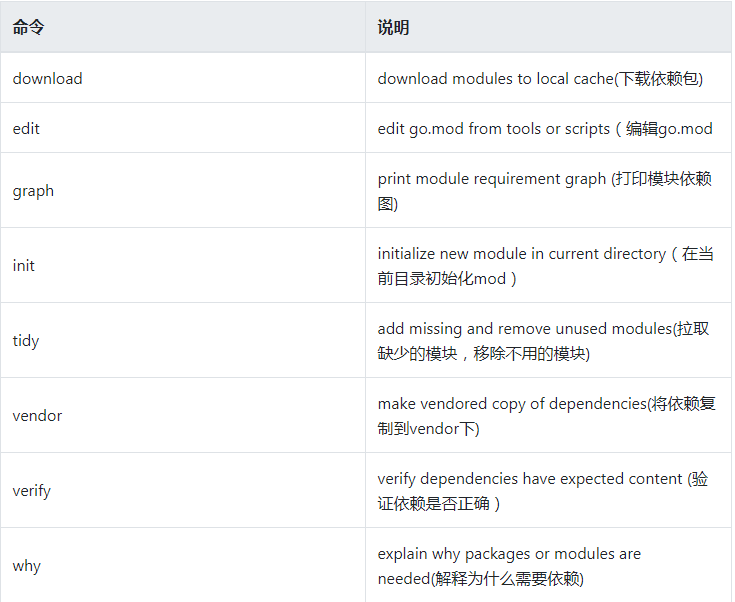 命令 说明
download download modules to local cache(下载依赖包)
edit edit go.mod from tools or scripts（编辑go.mod
graph print module requirement graph (打印模块依赖
图)
init initialize new module in current directory（在当
前目录初始化mod）
tidy add missing and remove unused modules(拉取
缺少的模块，移除不用的模块)
vendor make vendored copy of dependencies(将依赖复
制到vendor下)
verify verify dependencies have expected content (验
证依赖是否正确）
why explain why packages or modules are
needed(解释为什么需要依赖)